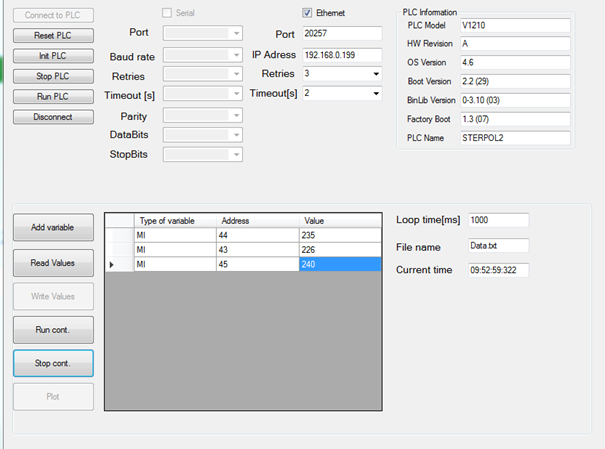 Connect to PLC
Reset PLC
Init PLC
Stop PLC
Run PLC
Disconnect
Serial
Port
Baud rate
Retries
Timeout [s]
Parity
DataBits
StopBits
Ethernet
Port 20257
IP Adress 192.168.0.199
Retries 3
Timeout[s] 2
PLC Information
PLC Model V1210
HW Revision A
OS Version 4.6
Boot Version 2.2 (29)
BinLib Version 0-3.10 (03)
Factory Boot 1.3 (07)
PLC Name STERPOL2
Add variable
Read Values
Write Values
Run cont.
Stop cont.
Plot
Type of variable Address Value
MI 44 235
MI 43 226
MI 45 240
Loop time[ms] 1000
File name Data.txt
Current time 09:52:59:322